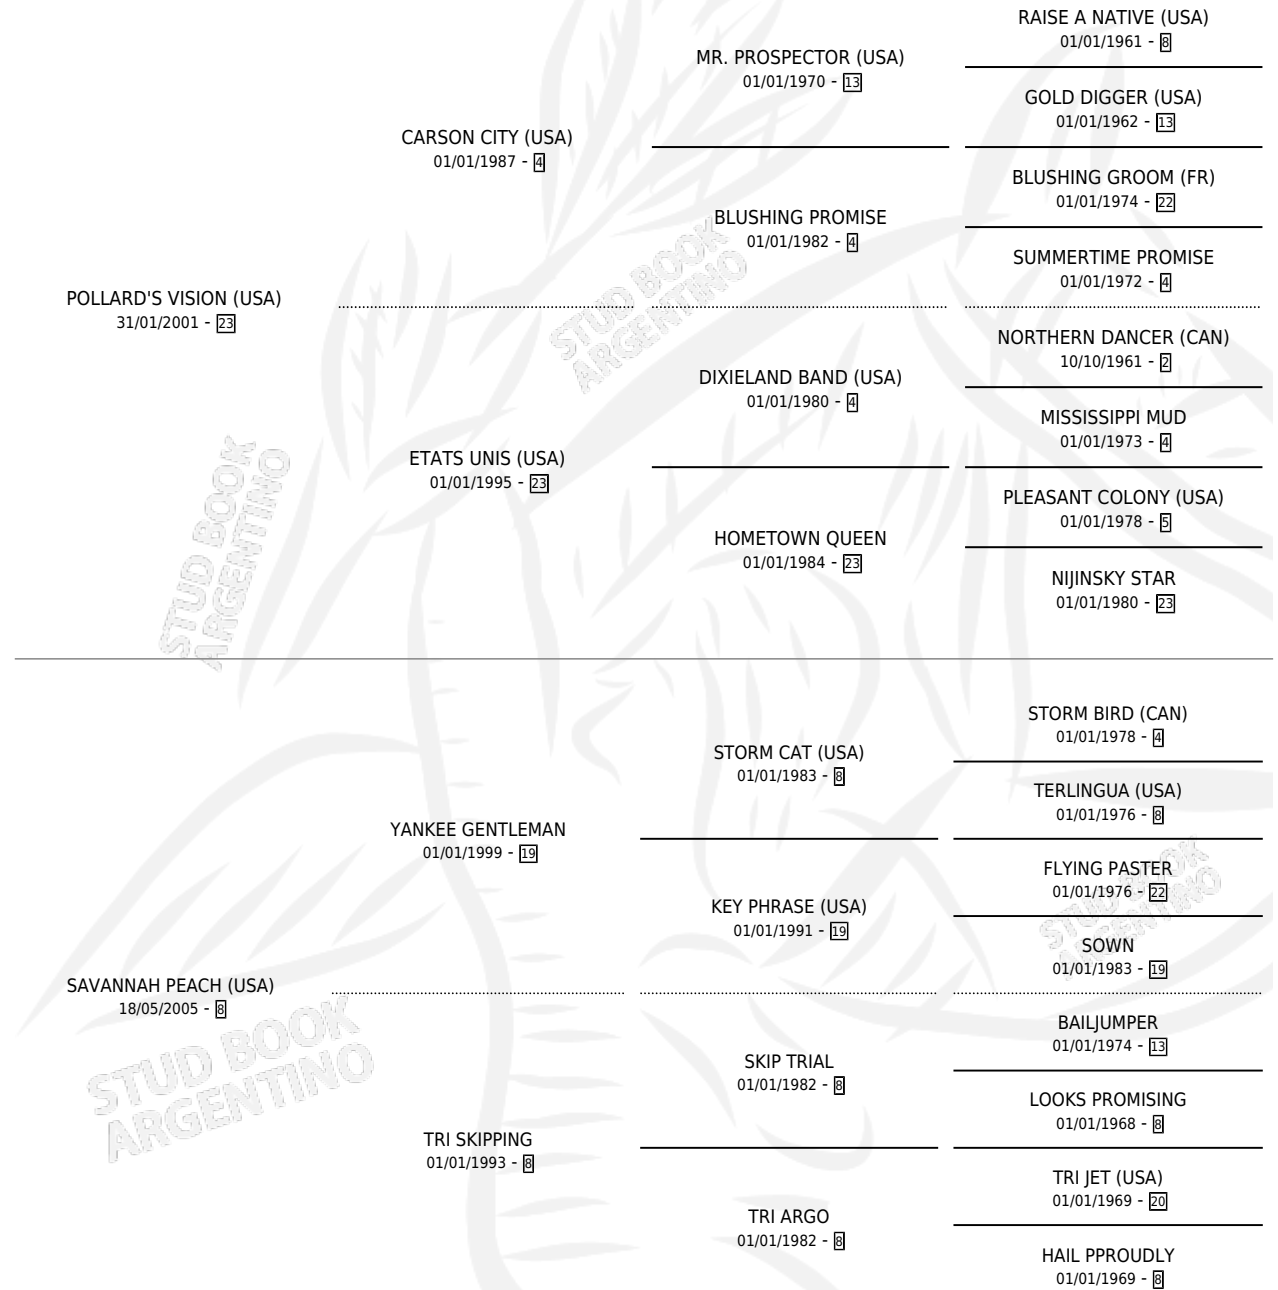 RAISE A NATIVE (USA)
01/01/1961 - 8
MR. PROSPECTOR (USA)
01/01/1970 - 13
GOLD DIGGER (USA)
01/01/1962 - 13
CARSON CITY (USA)
01/01/1987 - 4
BLUSHING GROOM (FR)
01/01/1974 - 22
BLUSHING PROMISE
01/01/1982 - 4
SUMMERTIME PROMISE
01/01/1972 - 4
POLLARD'S VISION (USA)
31/01/2001 - 23
NORTHERN DANCER (CAN)
10/10/1961 - 2
DIXIELAND BAND (USA)
01/01/1980 - 4
MISSISSIPPI MUD
01/01/1973 - 4
ETATS UNIS (USA)
01/01/1995 - 23
PLEASANT COLONY (USA)
01/01/1978 - 5
HOMETOWN QUEEN
01/01/1984 - 23
NIJINSKY STAR
01/01/1980 - 23
STORM BIRD (CAN)
01/01/1978 - 4
STORM CAT (USA)
01/01/1983 - 8
TERLINGUA (USA)
01/01/1976 - 8
YANKEE GENTLEMAN
01/01/1999 - 19
FLYING PASTER
01/01/1976 - 22
KEY PHRASE (USA)
01/01/1991 - 19
SOWN
01/01/1983 - 19
SAVANNAH PEACH (USA)
18/05/2005 - 8
BAILJUMPER
01/01/1974 - 13
SKIP TRIAL
01/01/1982 - 8
LOOKS PROMISING
01/01/1968 - 8
TRI SKIPPING
01/01/1993 - 8
TRI JET (USA)
01/01/1969 - 20
TRI ARGO
01/01/1982 - 8
HAIL PPROUDLY
01/01/1969 - 8
STUD BOOK
ARGENTINO
STUD BOOK
ARGENTINO
STUD BOOK
ARGENTINO
STUD BOOK
ARGENTINO